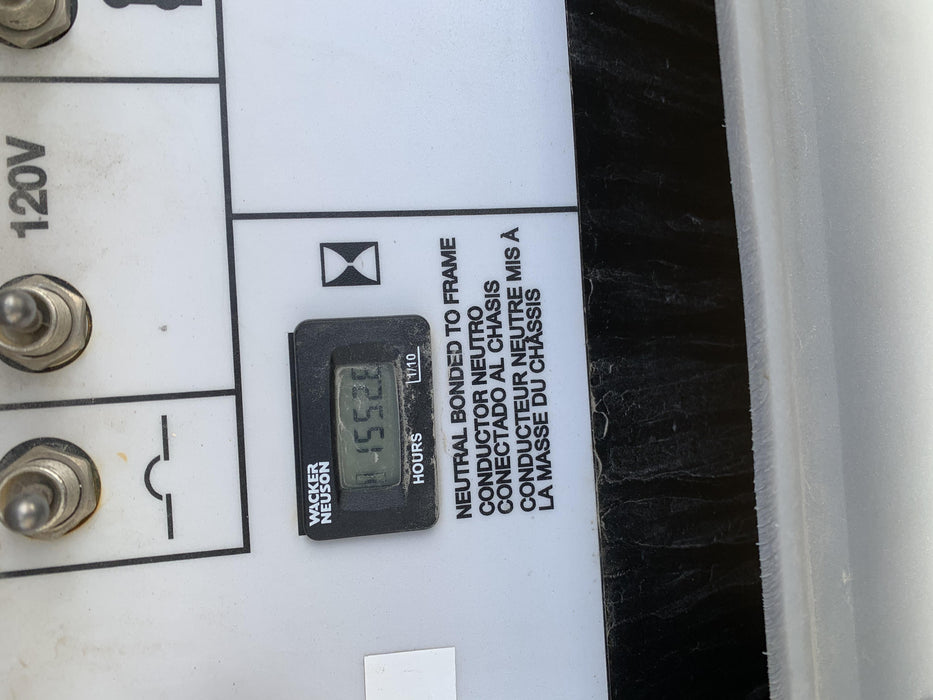 120V
WACKER
NEUSON
HOURS
1/10
NEUTRAL BONDED TO FRAME
CONDUCTOR NEUTRO
CONECTADO AL CHASIS
CONDUCTEUR NEUTRE MIS À
LA MASSE DU CHÂSSIS